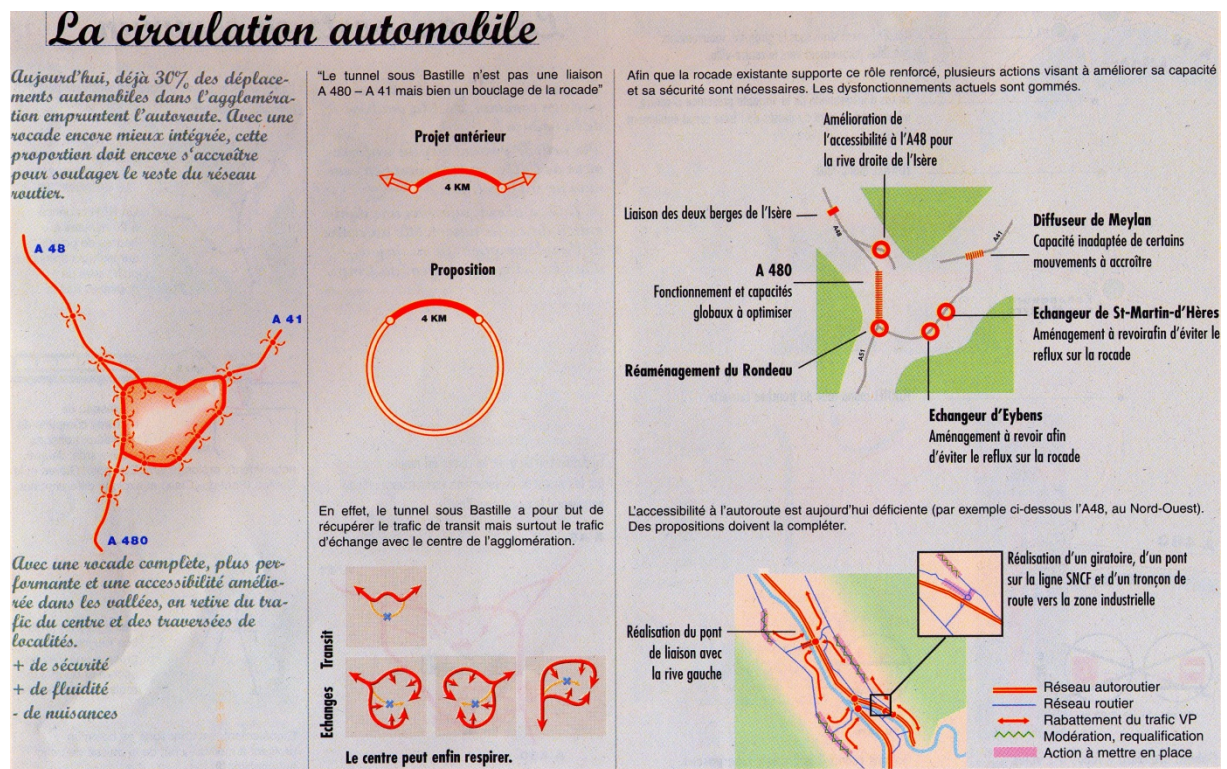 La circulation automobile
Aujourd'hui, déjà 30% des déplace-
ments automobiles dans l'aggloméra-
tion empruntent l'autoroute. Avec une
rocade encore mieux intégrée, cette
proportion doit encore s'accroître
pour soulager le reste du réseau
routier.
A 48
A 41
A 480
Avec une rocade complète, plus per-
formante et une accessibilité amélio-
rée dans les vallées, on retire du tra-
fic du centre et des traversées de
localités.
+ de sécurité
+ de fluidité
- de nuisances
"Le tunnel sous Bastille n'est pas une liaison
A 480 – A 41 mais bien un bouclage de la rocade"
Projet antérieur
4 KM
Proposition
4 KM
En effet, le tunnel sous Bastille a pour but de
récupérer le trafic de transit mais surtout le trafic
d'échange avec le centre de l'agglomération.
Transit
Echanges
Le centre peut enfin respirer.
Afin que la rocade existante supporte ce rôle renforcé, plusieurs actions visant à améliorer sa capacité
et sa sécurité sont nécessaires. Les dysfonctionnements actuels sont gommés.
Amélioration de
l'accessibilité à l'A48 pour
la rive droite de l'Isère
Liaison des deux berges de l'Isère
A48
A41
Diffuseur de Meylan
Capacité inadaptée de certains
mouvements à accroître
A 480
Fonctionnement et capacités
globaux à optimiser
Echangeur de St-Martin-d'Hères
Aménagement à revoirafin d'éviter le
reflux sur la rocade
A51
Réaménagement du Rondeau
Echangeur d'Eybens
Aménagement à revoir afin
d'éviter le reflux sur la rocade
L'accessibilité à l'autoroute est aujourd'hui déficiente (par exemple ci-dessous l'A48, au Nord-Ouest).
Des propositions doivent la compléter.
Réalisation d'un giratoire, d'un pont
sur la ligne SNCF et d'un tronçon de
route vers la zone industrielle
Réalisation du pont
de liaison avec
la rive gauche
Réseau autoroutier
Réseau routier
Rabattement du trafic VP
Modération, requalification
Action à mettre en place